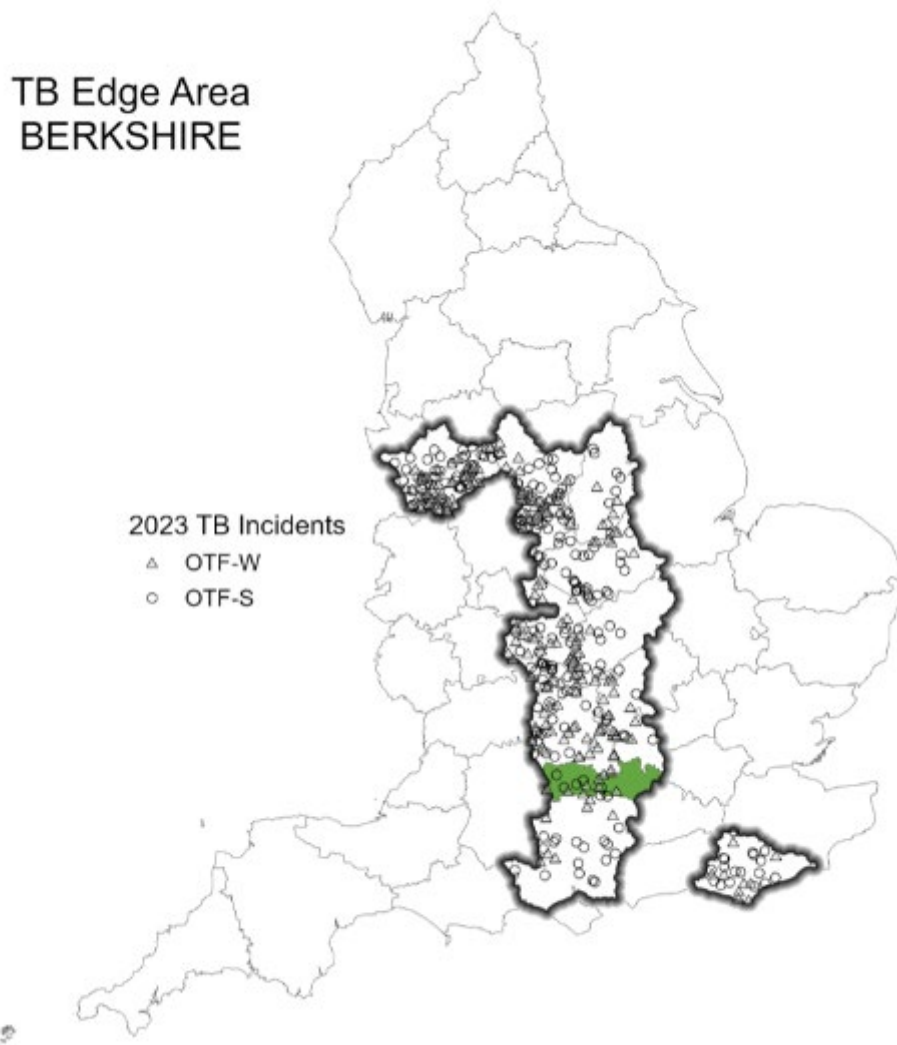 TB Edge Area
BERKSHIRE
2023 TB Incidents
OTF-W
OTF-S